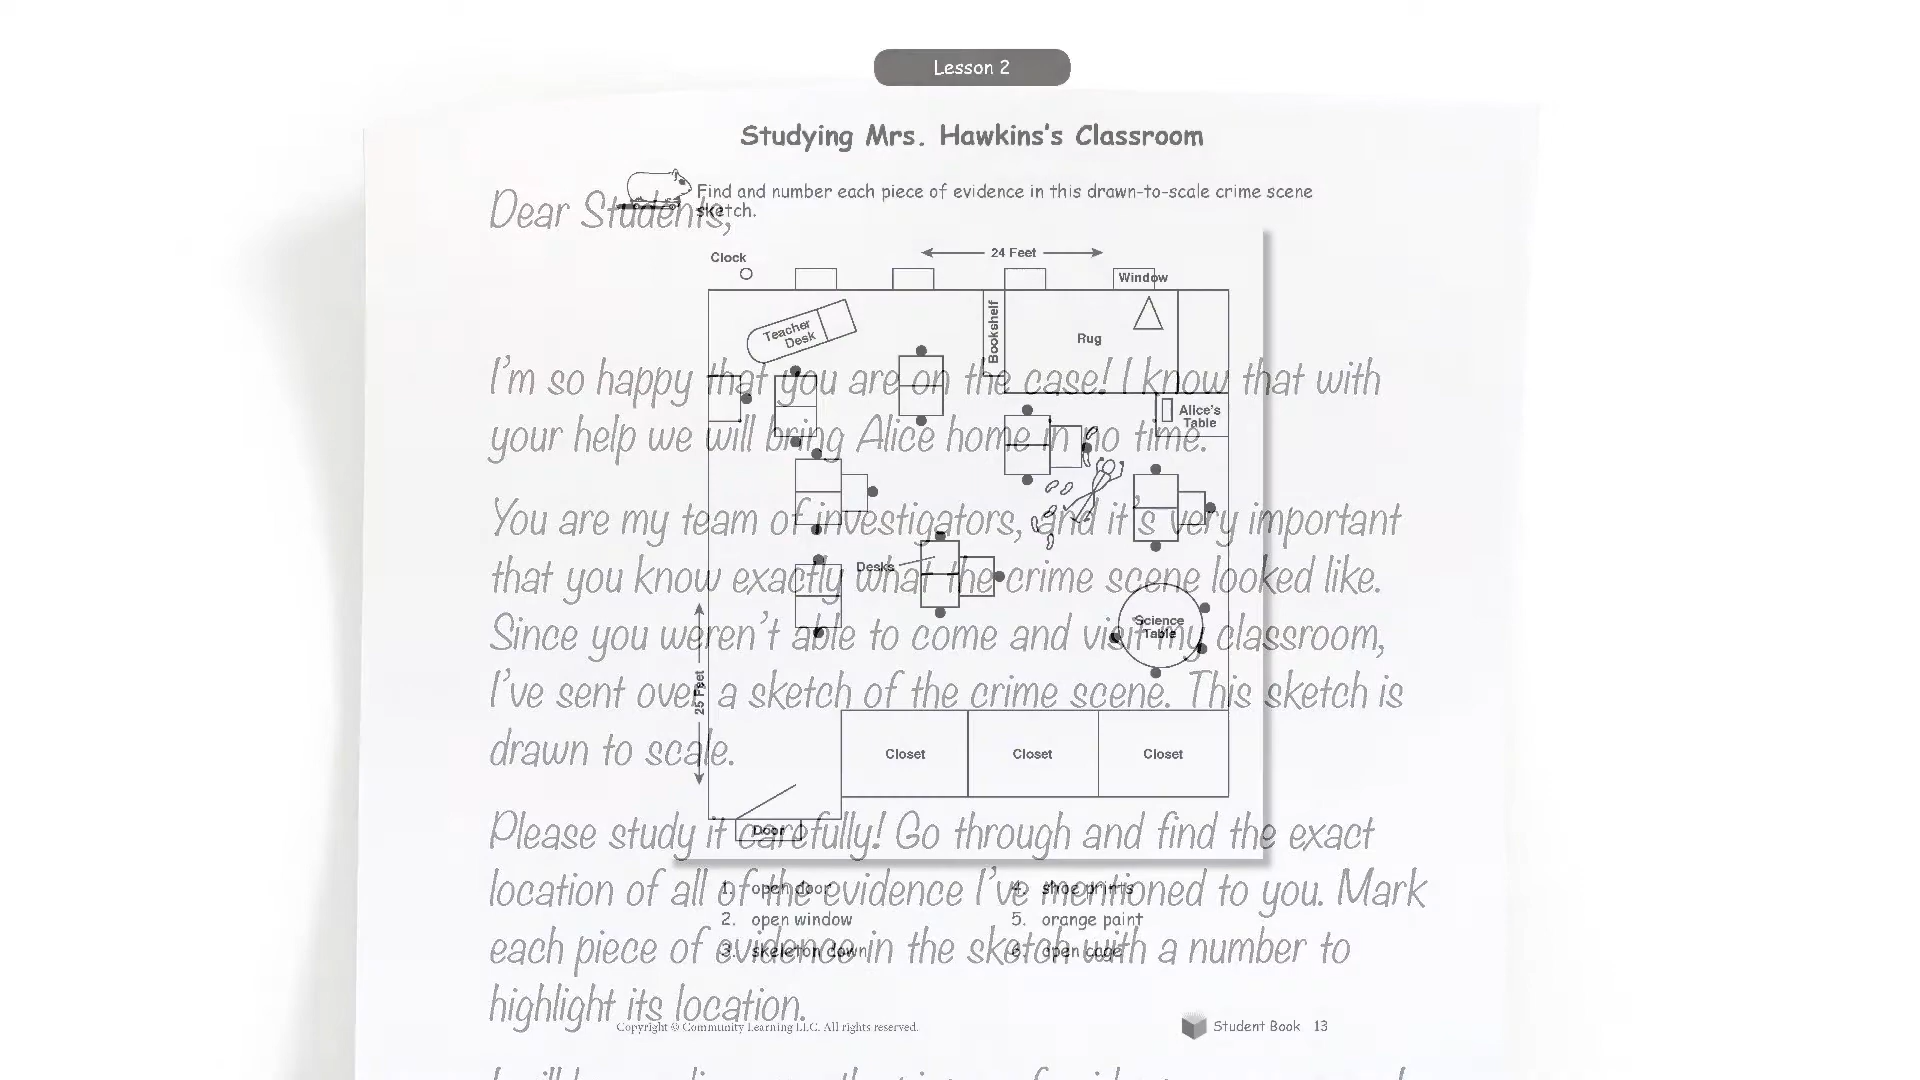 Lesson 2
Studying Mrs. Hawkins's Classroom
Find and number each piece of evidence in this drawn-to-scale crime scene
sketch.
Dear Students,
24 Feet
Clock
Window
Teacher
Desk
Bookshelf
Rug
I'm so happy that you are on the case! I know that with
your help we will bring Alice home in no time.
Alice's
Table
You are my team of investigators, and it's very important
that you know exactly what the crime scene looked like.
Since you weren't able to come and visit my classroom,
I've sent over a sketch of the crime scene. This sketch is
drawn to scale.
Desks
Science
Table
25 Feet
Closet
Closet
Closet
Door
Please study it carefully! Go through and find the exact
location of all of the evidence I've mentioned to you. Mark
each piece of evidence in the sketch with a number to
highlight its location.
1. open door
2. open window
3. skeleton down
4. shoe prints
5. orange paint
6. open cage
Copyright © Community Learning LLC. All rights reserved.
Student Book 13